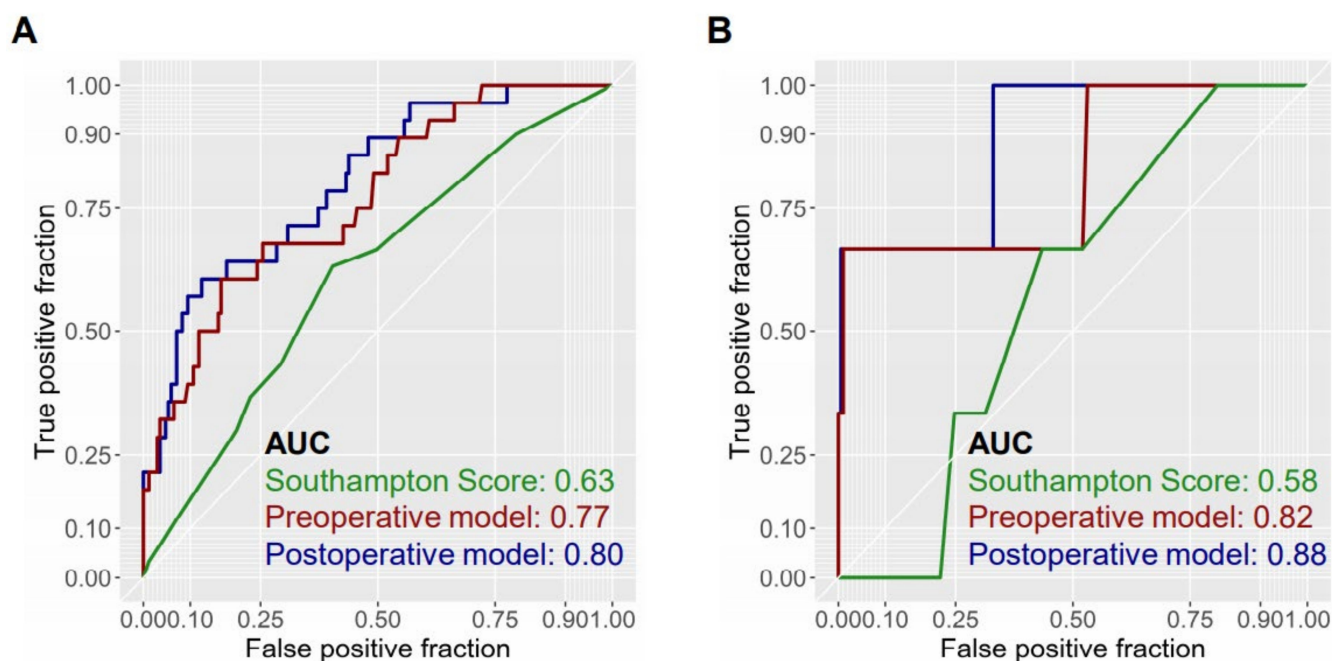 A
True positive fraction
1.00
0.90
0.75
0.50
0.25
0.10
0.00
AUC
Southampton Score: 0.63
Preoperative model: 0.77
Postoperative model: 0.80
0.000.10 0.25 0.50 0.75 0.901.00
False positive fraction
B
True positive fraction
1.00
0.90
0.75
0.50
0.25
0.10
0.00
AUC
Southampton Score: 0.58
Preoperative model: 0.82
Postoperative model: 0.88
0.000.10 0.25 0.50 0.75 0.901.00
False positive fraction